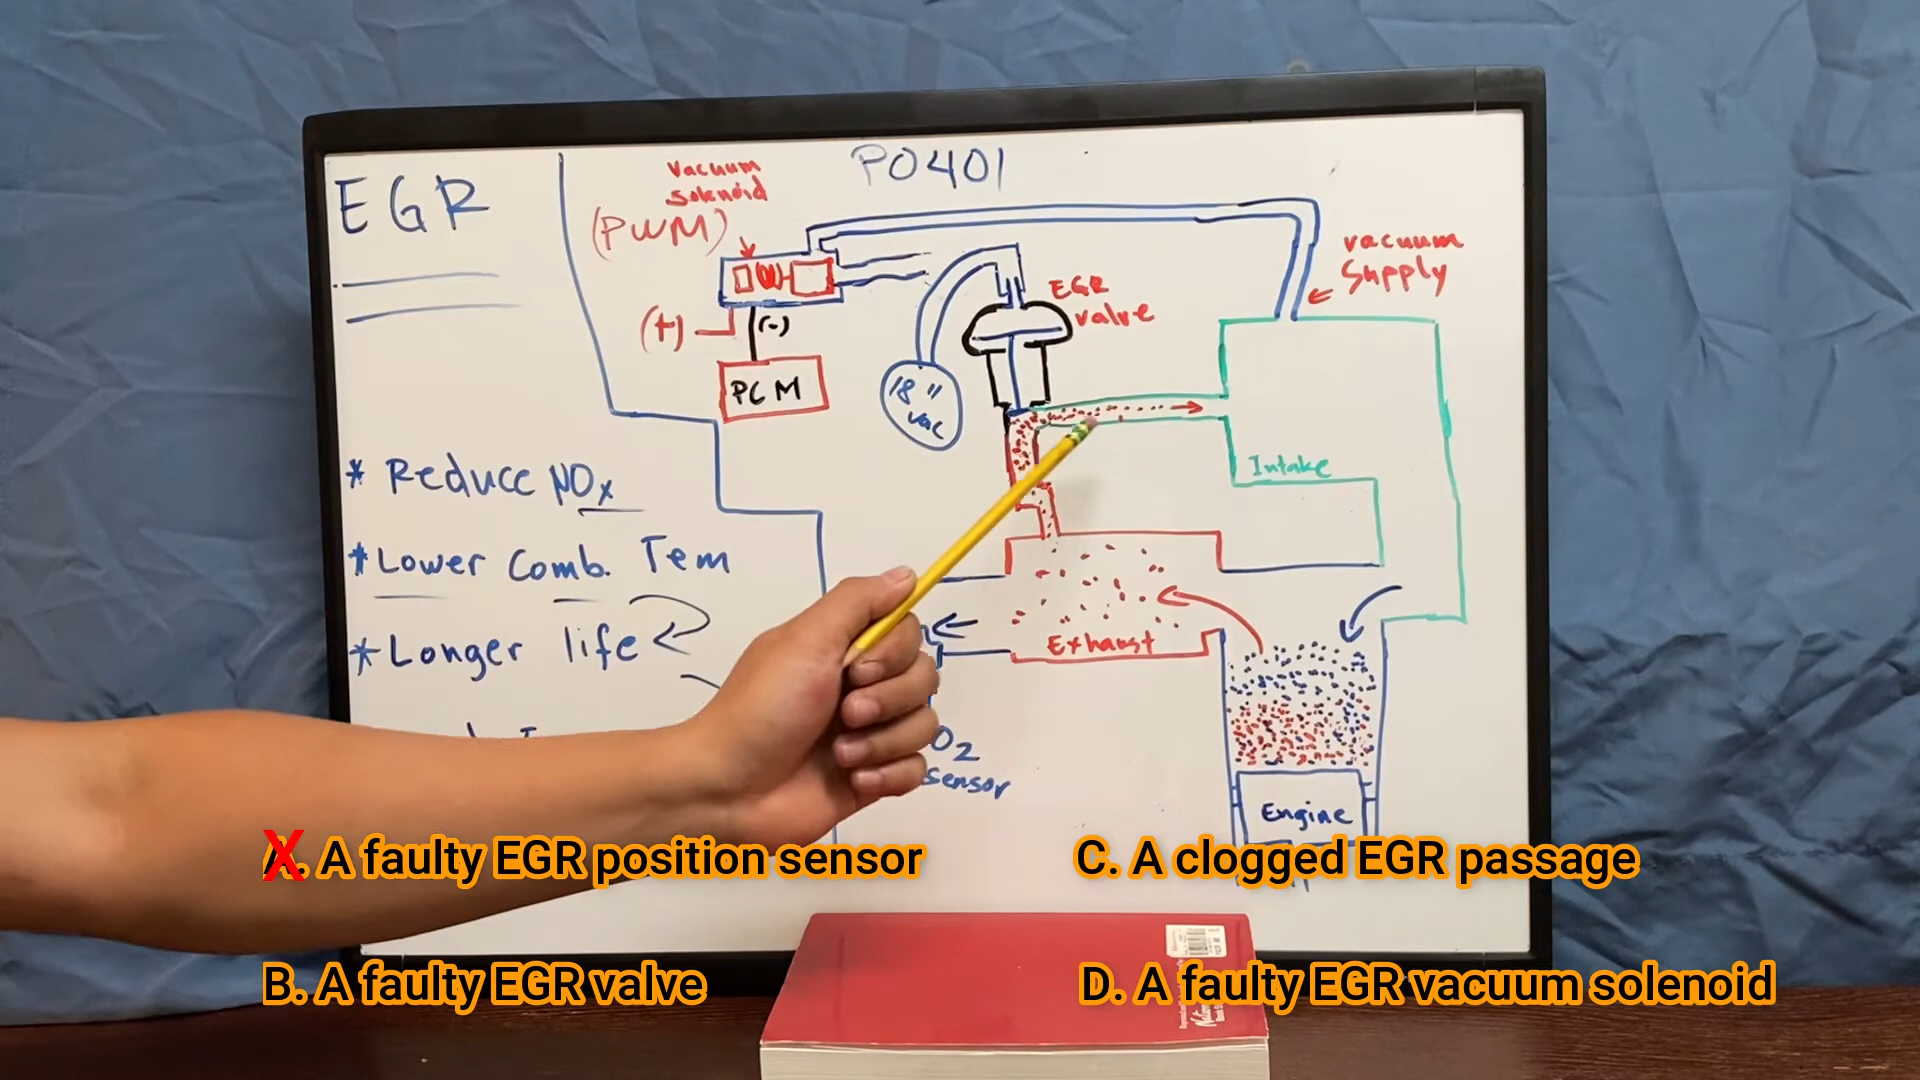 EGR
Vacuum
Solenoid
(PWM)
P0401
vacuum
Supply
EGR
valve
(+)
(-)
PCM
18 "
vac
Intake
* Reduce NOx
* Lower Comb. Tem
* Longer life
Exhaust
O2
sensor
Engine
A. A faulty EGR position sensor
B. A faulty EGR valve
C. A clogged EGR passage
D. A faulty EGR vacuum solenoid